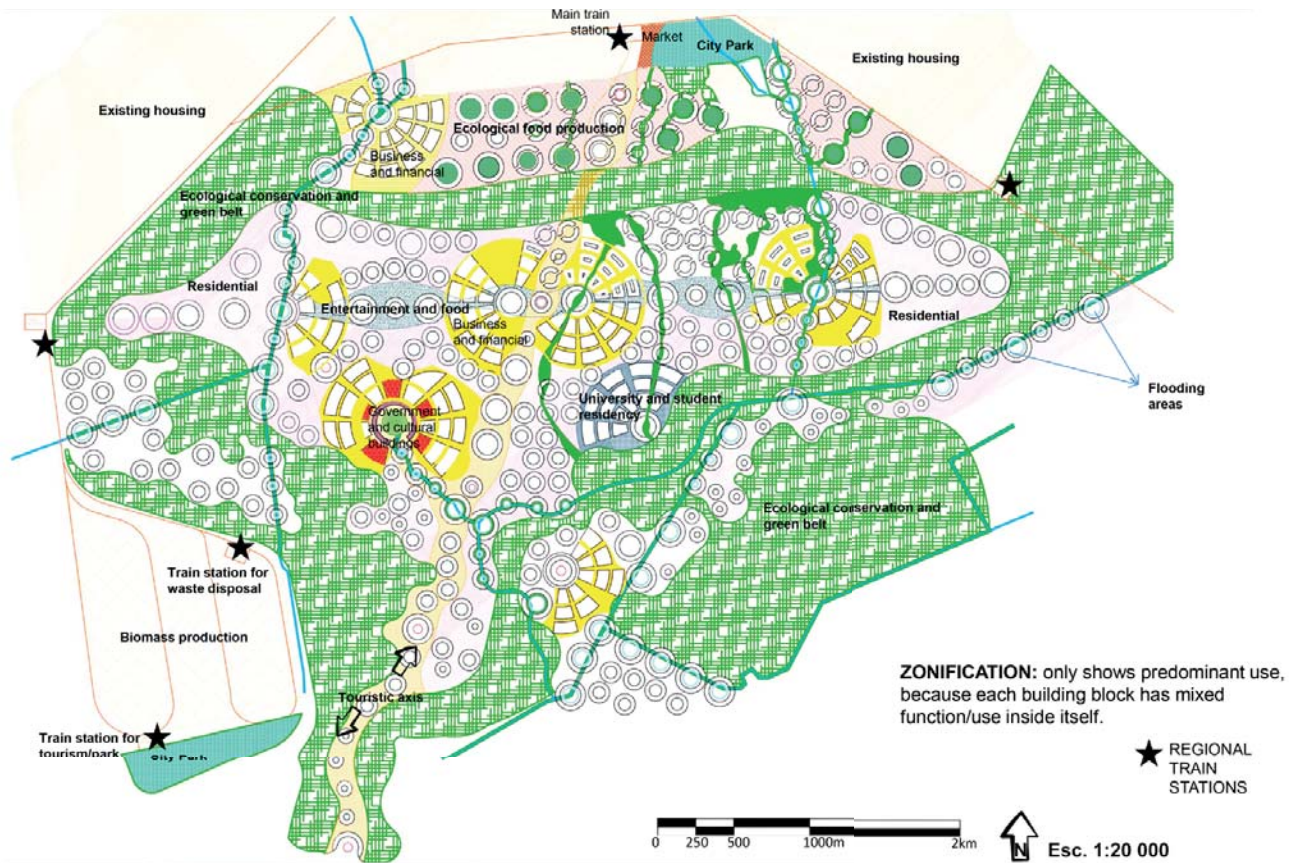 Main train
station
Market
City Park
Existing housing
Existing housing
Ecological food production
Business
and financial
Ecological conservation and
green belt
Residential
Entertainment and food
Business
and financial
Residential
University and student
residency
Government
and cultural
buildings
Flooding
areas
Ecological conservation and
green belt
Train station for
waste disposal
Biomass production
Touristic axis
Train station for
tourism/park
City Park
ZONIFICATION: only shows predominant use,
because each building block has mixed
function/use inside itself.
REGIONAL
TRAIN
STATIONS
0 250 500 1000m 2km
N
Esc. 1:20 000